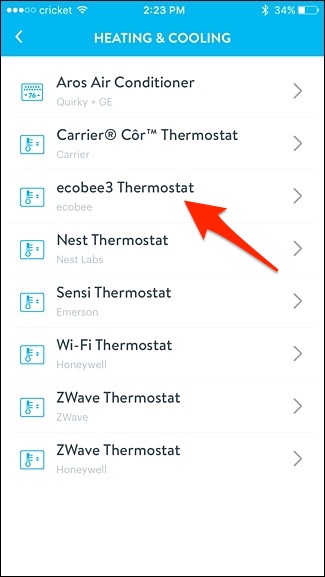 cricket 2:23 PM 34%
HEATING & COOLING
-76-
Aros Air Conditioner
Quirky + GE
Carrier® Côr™ Thermostat
Carrier
ecobee3 Thermostat
ecobee
Nest Thermostat
Nest Labs
Sensi Thermostat
Emerson
Wi-Fi Thermostat
Honeywell
ZWave Thermostat
ZWave
ZWave Thermostat
Honeywell